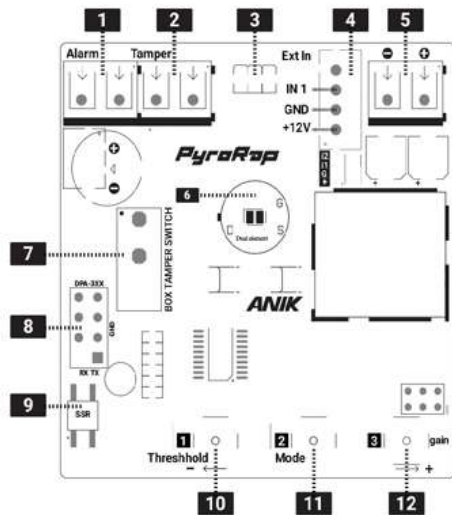 1 2 3 4 5
Alarm Tamper
Ext In
IN 1
GND
+12V
PyroRap
I2
I1
G
+
6
G
D S
Dual element
7
BOX TAMPER SWITCH
ANIK
DPA-3XX
8
GND
RX TX
9
SSR
1 2 3 gain
Threshhold Mode
- +
10 11 12